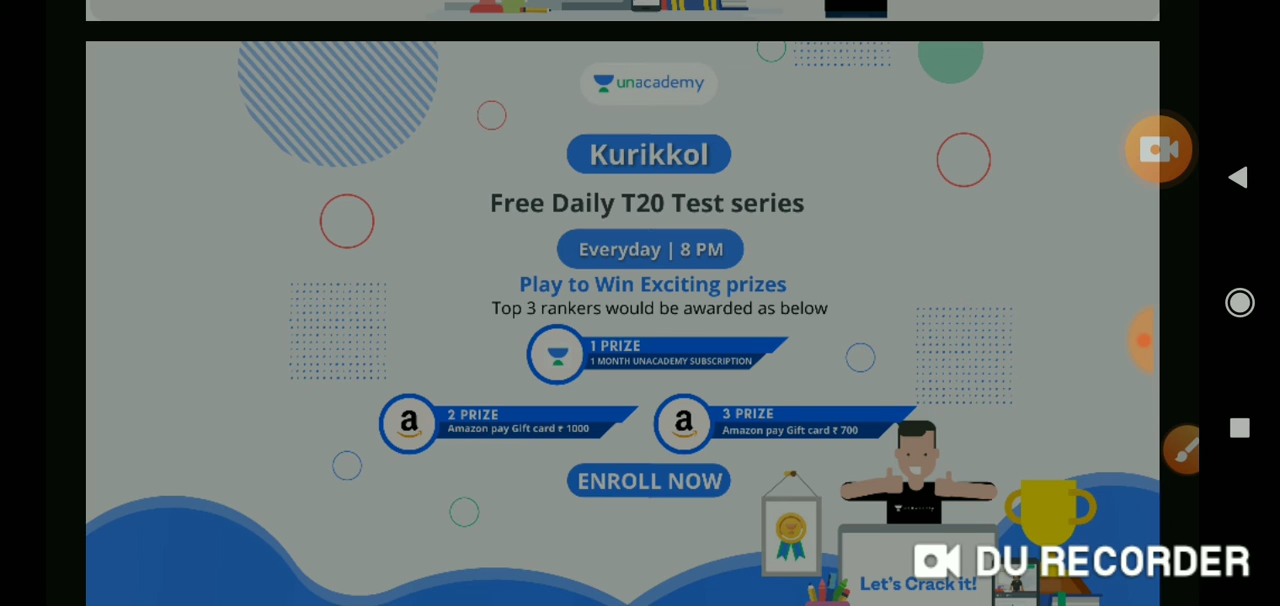 unacademy
Kurikkol
Free Daily T20 Test series
Everyday | 8 PM
Play to Win Exciting prizes
Top 3 rankers would be awarded as below
1 PRIZE
1 MONTH UNACADEMY SUBSCRIPTION
2 PRIZE
Amazon pay Gift card ₹ 1000
3 PRIZE
Amazon pay Gift card ₹ 700
ENROLL NOW
unacademy
Let's Crack it!
DU RECORDER